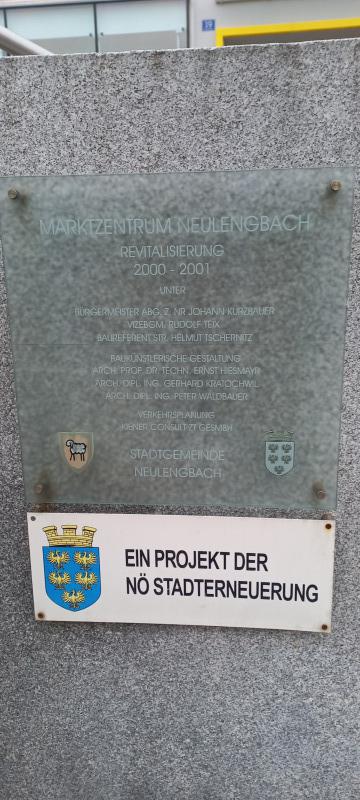 MARKTZENTRUM NEULENGBACH
REVITALISIERUNG
2000 - 2001
UNTER
BÜRGERMEISTER ABG. Z. NR JOHANN KURZBAUER
VIZEBGM. RUDOLF TEIX
BAUREFERENT STR. HELMUT TSCHERNITZ
BAUKÜNSTLERISCHE GESTALTUNG
ARCH. PROF. DR. TECHN. ERNST HIESMAYR
ARCH. DIPL. ING. GERHARD KRATOCHWIL
ARCH. DIPL. ING. PETER WALDBAUER
VERKEHRSPLANUNG
KIENER CONSULT ZT GESMBH
STADTGEMEINDE
NEULENGBACH
EIN PROJEKT DER
NÖ STADTERNEUERUNG